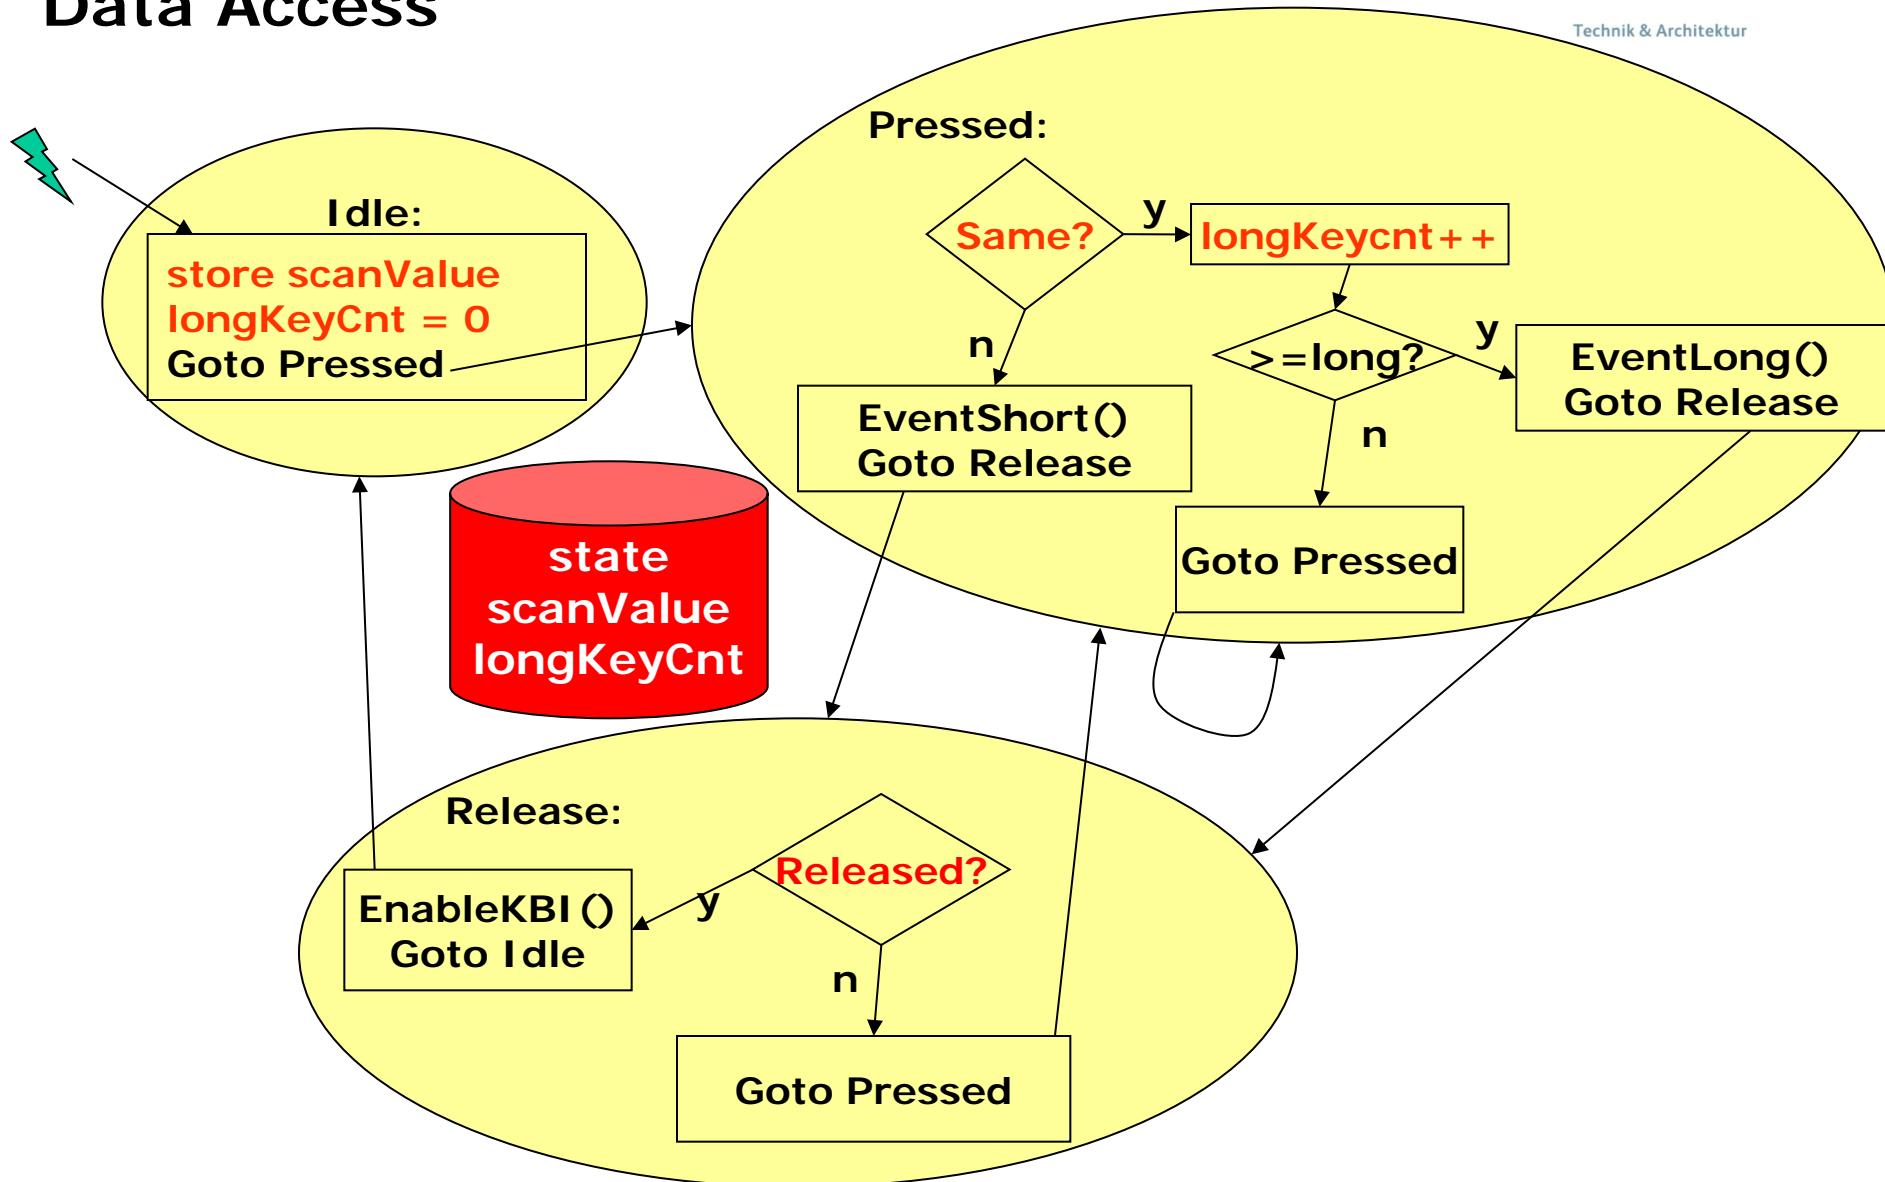 Data Access
Technik & Architektur
Idle:
store scanValue
longKeyCnt = 0
Goto Pressed
Pressed:
Same?
y
longKeycnt++
n
>=long?
y
EventLong()
Goto Release
EventShort()
Goto Release
n
Goto Pressed
state
scanValue
longKeyCnt
Release:
Released?
y
EnableKBI()
Goto Idle
n
Goto Pressed